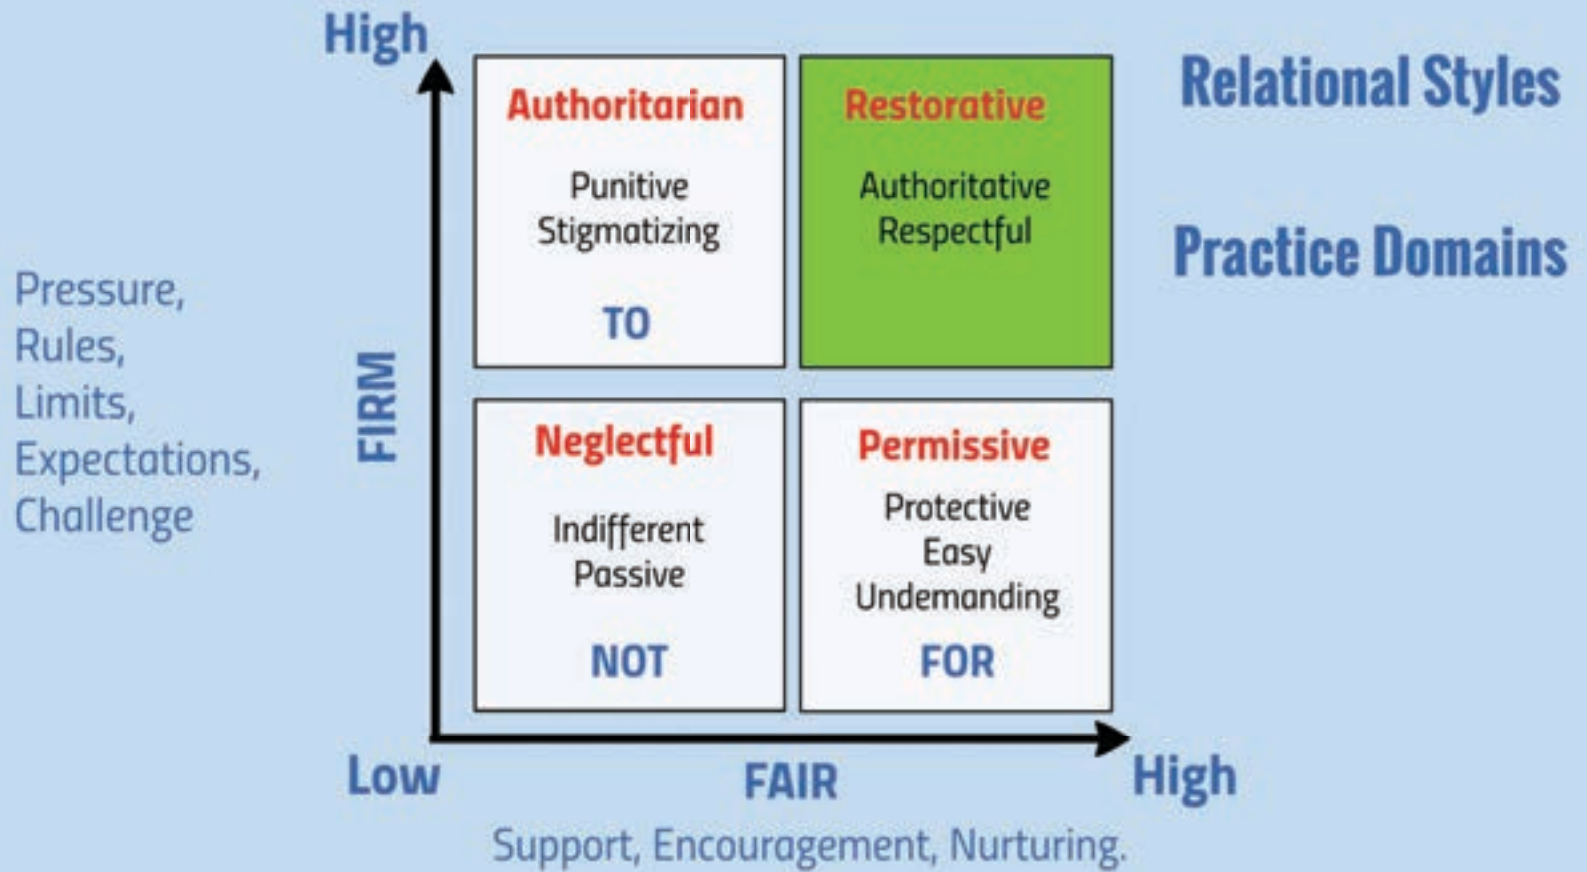 High
Relational Styles
Practice Domains
Authoritarian
Punitive
Stigmatizing
TO
Restorative
Authoritative
Respectful
Pressure,
Rules,
Limits,
Expectations,
Challenge
FIRM
Neglectful
Indifferent
Passive
NOT
Permissive
Protective
Easy
Undemanding
FOR
Low
FAIR
High
Support, Encouragement, Nurturing.